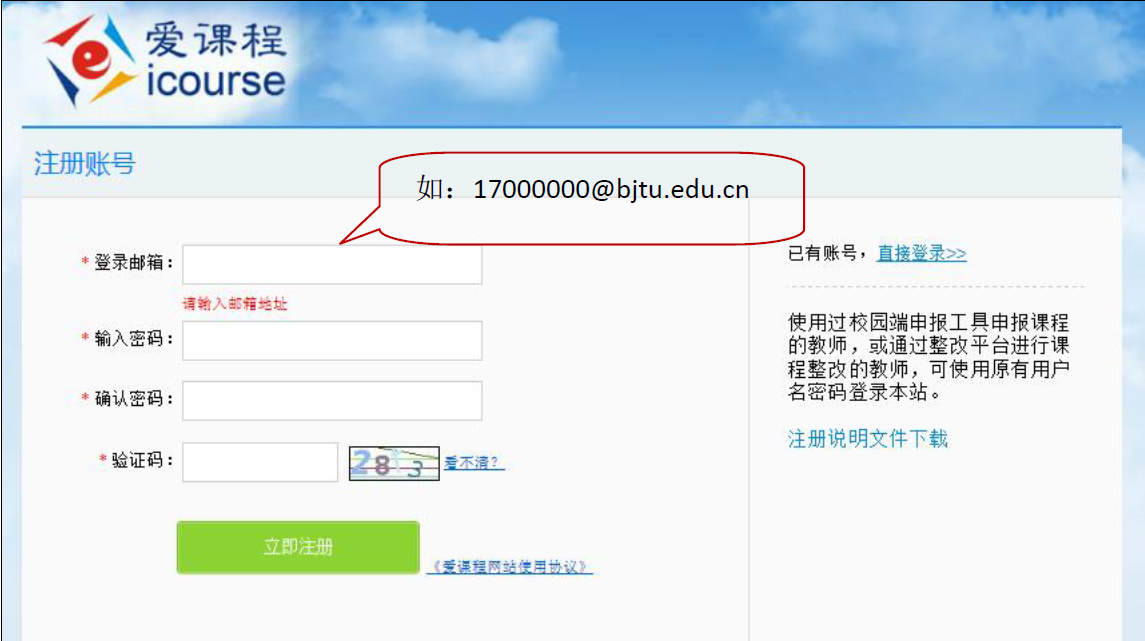 爱课程
icourse
注册账号
如：17000000@bjtu.edu.cn
* 登录邮箱：
请输入邮箱地址
* 输入密码：
* 确认密码：
* 验证码：
看不清？
立即注册
《爱课程网站使用协议》
已有账号，直接登录>>
使用过校园端申报工具申报课程
的教师，或通过整改平台进行课
程整改的教师，可使用原有用户
名密码登录本站。
注册说明文件下载